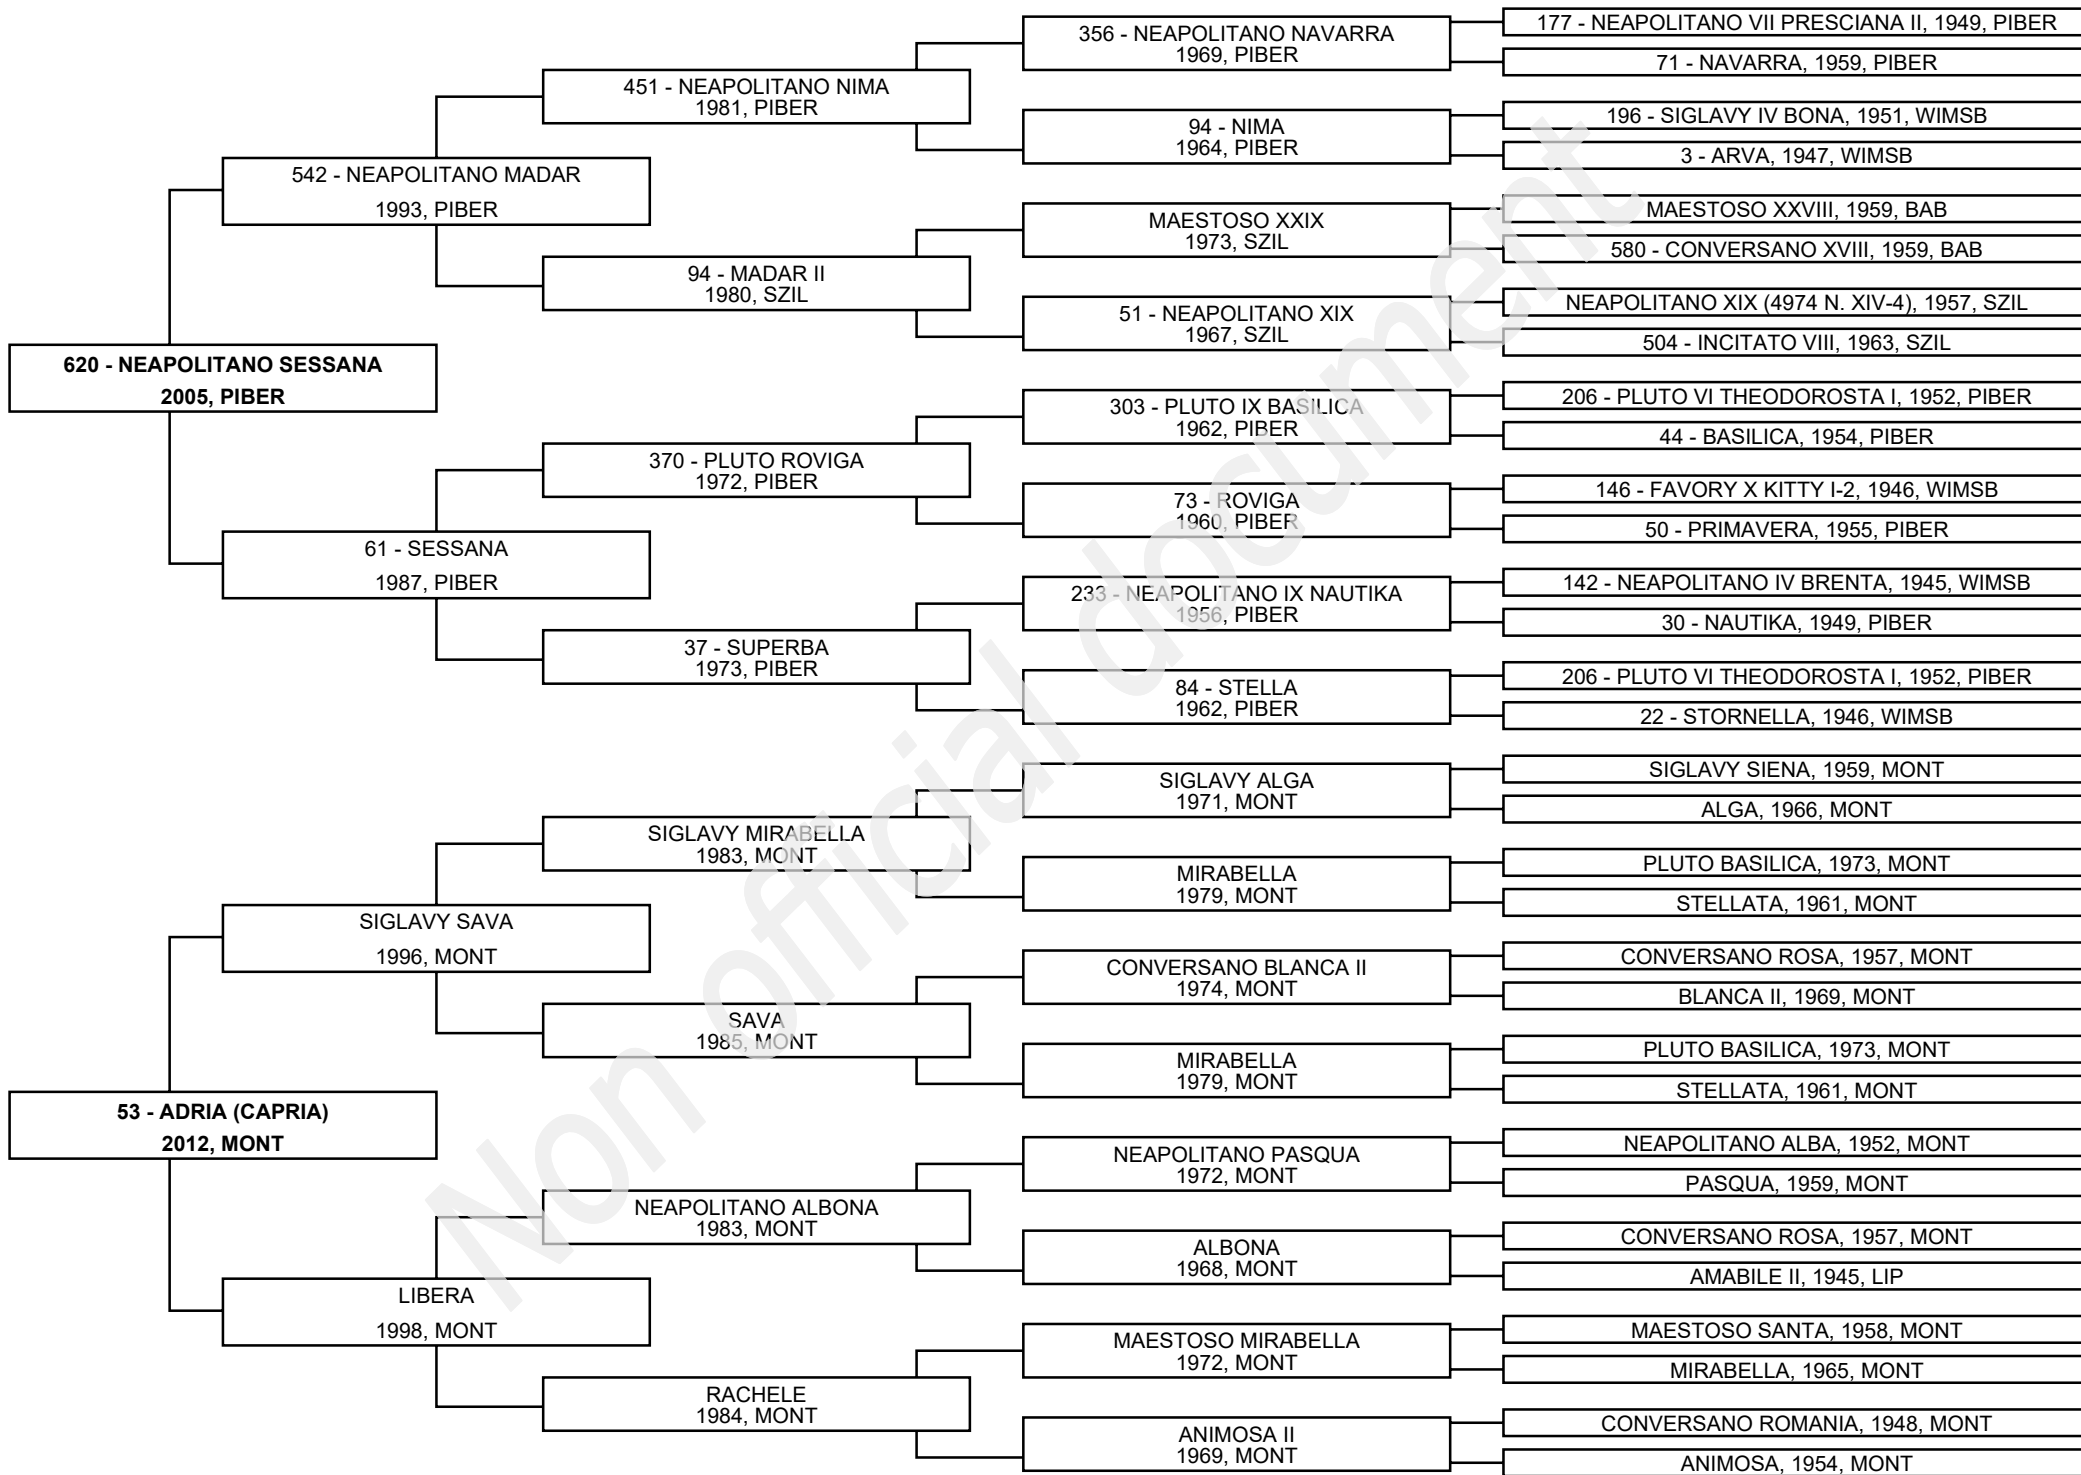 620 - NEAPOLITANO SESSANA
2005, PIBER
53 - ADRIA (CAPRIA)
2012, MONT
542 - NEAPOLITANO MADAR
1993, PIBER
61 - SESSANA
1987, PIBER
SIGLAVY SAVA
1996, MONT
LIBERA
1998, MONT
451 - NEAPOLITANO NIMA
1981, PIBER
94 - MADAR II
1980, SZIL
370 - PLUTO ROVIGA
1972, PIBER
37 - SUPERBA
1973, PIBER
SIGLAVY MIRABELLA
1983, MONT
SAVA
1985, MONT
NEAPOLITANO ALBONA
1983, MONT
RACHELE
1984, MONT
356 - NEAPOLITANO NAVARRA
1969, PIBER
94 - NIMA
1964, PIBER
MAESTOSO XXIX
1973, SZIL
51 - NEAPOLITANO XIX
1967, SZIL
303 - PLUTO IX BASILICA
1962, PIBER
73 - ROVIGA
1960, PIBER
233 - NEAPOLITANO IX NAUTIKA
1956, PIBER
84 - STELLA
1962, PIBER
SIGLAVY ALGA
1971, MONT
MIRABELLA
1979, MONT
CONVERSANO BLANCA II
1974, MONT
MIRABELLA
1979, MONT
NEAPOLITANO PASQUA
1972, MONT
ALBONA
1968, MONT
MAESTOSO MIRABELLA
1972, MONT
ANIMOSA II
1969, MONT
177 - NEAPOLITANO VII PRESCIANA II, 1949, PIBER
71 - NAVARRA, 1959, PIBER
196 - SIGLAVY IV BONA, 1951, WIMSB
3 - ARVA, 1947, WIMSB
MAESTOSO XXVIII, 1959, BAB
580 - CONVERSANO XVIII, 1959, BAB
NEAPOLITANO XIX (4974 N. XIV-4), 1957, SZIL
504 - INCITATO VIII, 1963, SZIL
206 - PLUTO VI THEODOROSTA I, 1952, PIBER
44 - BASILICA, 1954, PIBER
146 - FAVORY X KITTY I-2, 1946, WIMSB
50 - PRIMAVERA, 1955, PIBER
142 - NEAPOLITANO IV BRENTA, 1945, WIMSB
30 - NAUTIKA, 1949, PIBER
206 - PLUTO VI THEODOROSTA I, 1952, PIBER
22 - STORNELLA, 1946, WIMSB
SIGLAVY SIENA, 1959, MONT
ALGA, 1966, MONT
PLUTO BASILICA, 1973, MONT
STELLATA, 1961, MONT
CONVERSANO ROSA, 1957, MONT
BLANCA II, 1969, MONT
PLUTO BASILICA, 1973, MONT
STELLATA, 1961, MONT
NEAPOLITANO ALBA, 1952, MONT
PASQUA, 1959, MONT
CONVERSANO ROSA, 1957, MONT
AMABILE II, 1945, LIP
MAESTOSO SANTA, 1958, MONT
MIRABELLA, 1965, MONT
CONVERSANO ROMANIA, 1948, MONT
ANIMOSA, 1954, MONT
Non official document